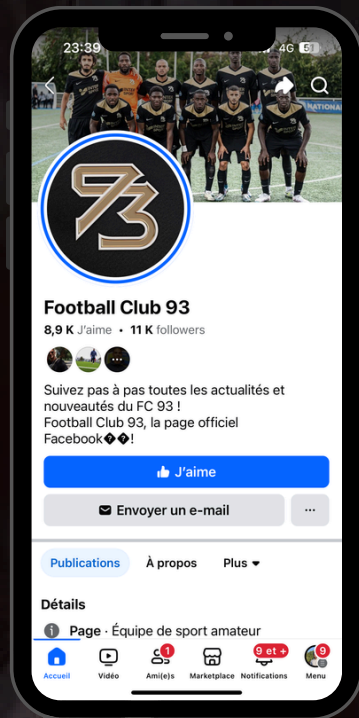 23:39
4G 51
NATIONAL
93
Football Club 93
8,9 K J'aime • 11 K followers
Suivez pas à pas toutes les actualités et
nouveautés du FC 93 !
Football Club 93, la page officiel
Facebook��!
J'aime
Envoyer un e-mail
...
Publications À propos Plus
Détails
Page · Équipe de sport amateur
1 9 et + 9
Accueil Vidéo Ami(e)s Marketplace Notifications Menu